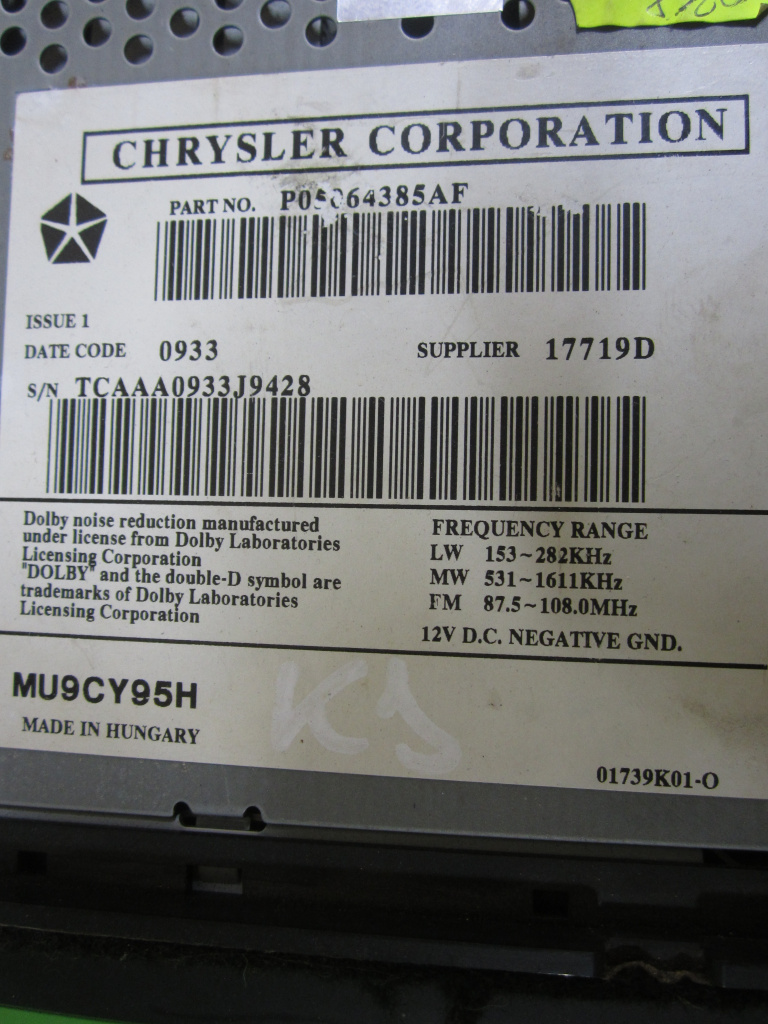 CHRYSLER CORPORATION
PART NO. P05064385AF
ISSUE 1
DATE CODE 0933 SUPPLIER 17719D
S/N TCAAA0933J9428
Dolby noise reduction manufactured
under license from Dolby Laboratories
Licensing Corporation
"DOLBY" and the double-D symbol are
trademarks of Dolby Laboratories
Licensing Corporation
FREQUENCY RANGE
LW 153~282KHz
MW 531~1611KHz
FM 87.5~108.0MHz
12V D.C. NEGATIVE GND.
MU9CY95H
MADE IN HUNGARY
01739K01-O